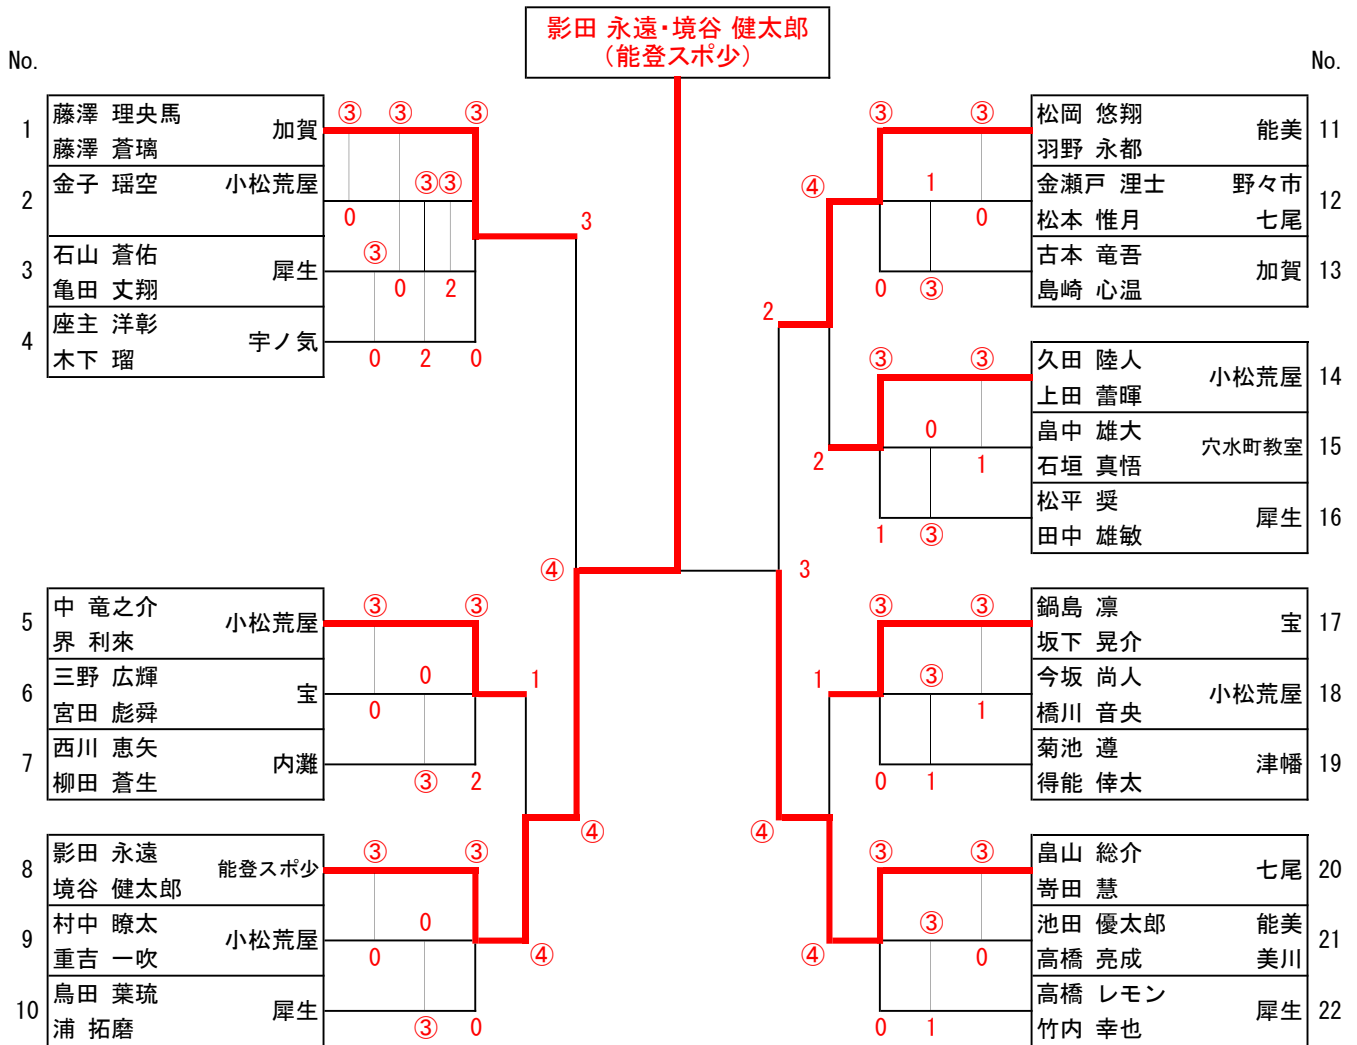 影田 永遠・境谷 健太郎
（能登スポ少）
No.
No.
1
藤澤 理央馬
藤澤 蒼璃
加賀
③ ③ ③
2
金子 瑶空
小松荒屋
③③
0
3
石山 蒼佑
亀田 丈翔
犀生
③
0 2
4
座主 洋彰
木下 瑠
宇ノ気
0 2 0
3
5
中 竜之介
界 利來
小松荒屋
③ ③
6
三野 広輝
宮田 彪舜
宝
0
0
1
7
西川 恵矢
柳田 蒼生
内灘
③ 2
④
④
8
影田 永遠
境谷 健太郎
能登スポ少
③ ③
9
村中 瞭太
重吉 一吹
小松荒屋
0
0
④
10
鳥田 葉琉
浦 拓磨
犀生
③ 0
③ ③
松岡 悠翔
羽野 永都
能美
11
④
1
0
金瀬戸 浬士
松本 惟月
野々市
七尾
12
0 ③
古本 竜吾
島崎 心温
加賀
13
2
③ ③
久田 陸人
上田 蕾暉
小松荒屋
14
2
0
1
畠中 雄大
石垣 真悟
穴水町教室
15
1 ③
松平 奨
田中 雄敏
犀生
16
3
③ ③
鍋島 凛
坂下 晃介
宝
17
1
③
1
今坂 尚人
橋川 音央
小松荒屋
18
0 1
菊池 遵
得能 倖太
津幡
19
④
③ ③
畠山 総介
嵜田 慧
七尾
20
④
③
0
池田 優太郎
高橋 亮成
能美
美川
21
0 1
高橋 レモン
竹内 幸也
犀生
22